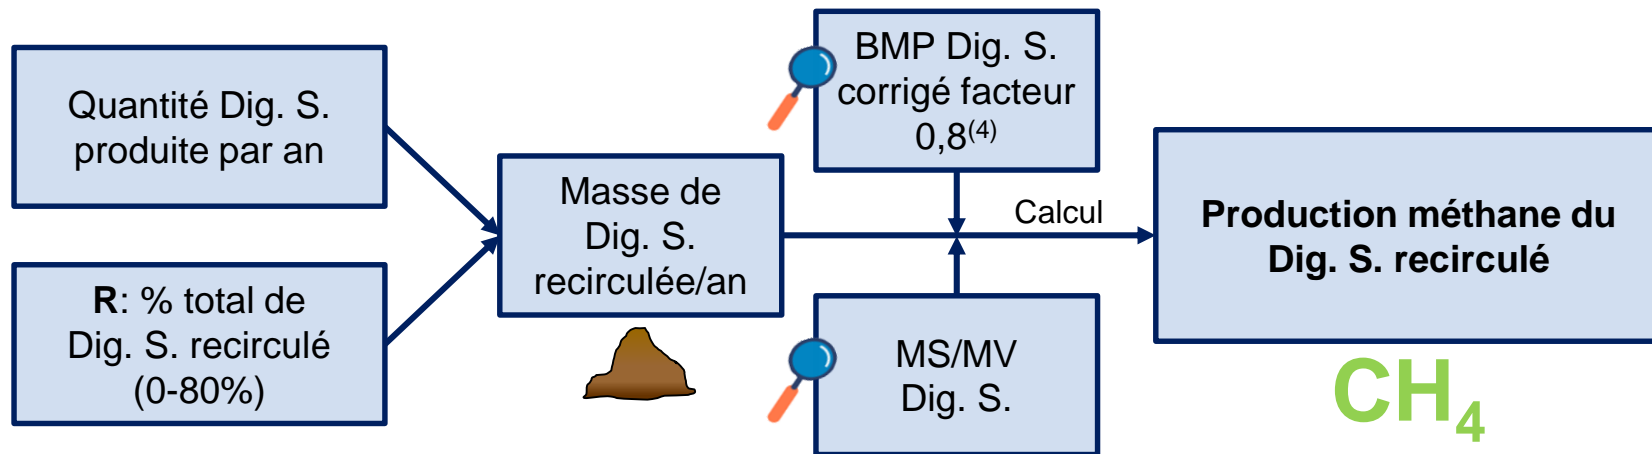 Quantité Dig. S.
produite par an
R: % total de
Dig. S. recirculé
(0-80%)
Masse de
Dig. S.
recirculée/an
BMP Dig. S.
corrigé facteur
0,8(4)
MS/MV
Dig. S.
Calcul
Production méthane du
Dig. S. recirculé
CH4